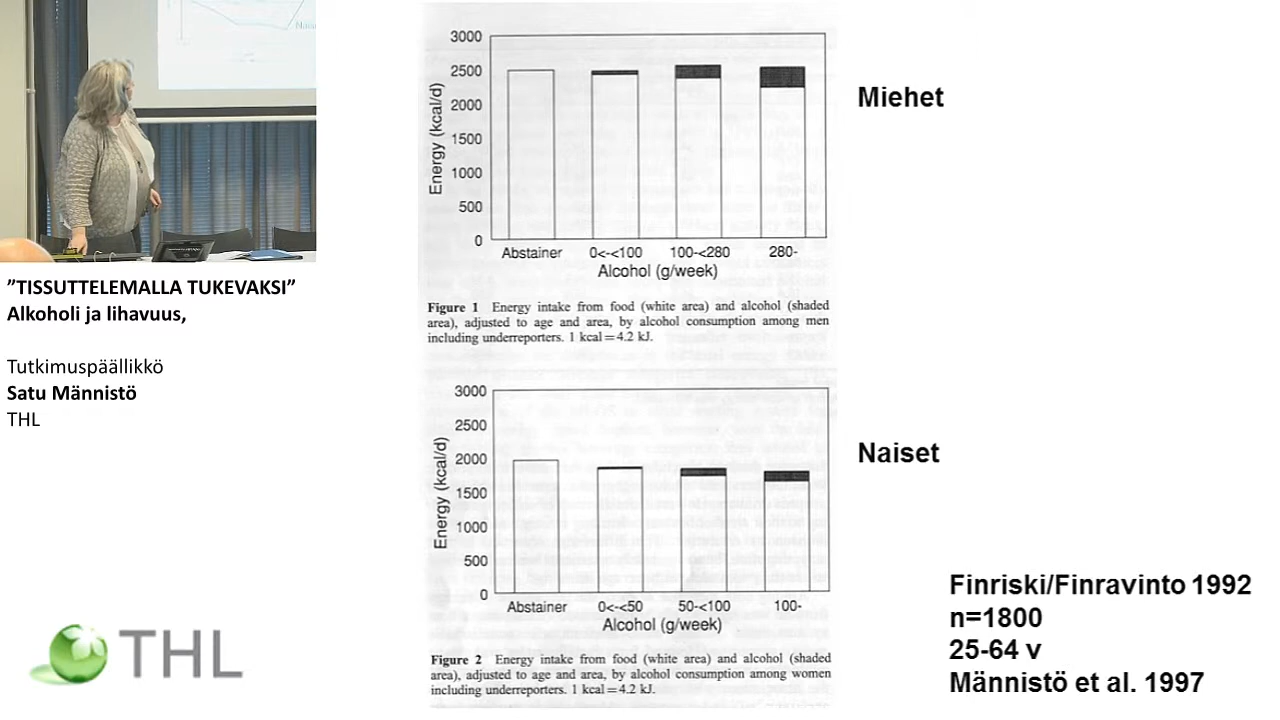 "TISSUTTELEMALLA TUKEVAKSI"
Alkoholi ja lihavuus,
Tutkimuspäällikkö
Satu Männistö
THL
THL
3000
2500
2000
1500
1000
500
0
Energy (kcal/d)
Abstainer 0<-<100 100-<280 280-
Alcohol (g/week)
Figure 1 Energy intake from food (white area) and alcohol (shaded
area), adjusted to age and area, by alcohol consumption among men
including underreporters. 1 kcal = 4.2 kJ.
Miehet
3000
2500
2000
1500
1000
500
0
Energy (kcal/d)
Abstainer 0<-<50 50-<100 100-
Alcohol (g/week)
Figure 2 Energy intake from food (white area) and alcohol (shaded
area), adjusted to age and area, by alcohol consumption among women
including underreporters. 1 kcal = 4.2 kJ.
Naiset
Finriski/Finravinto 1992
n=1800
25-64 v
Männistö et al. 1997